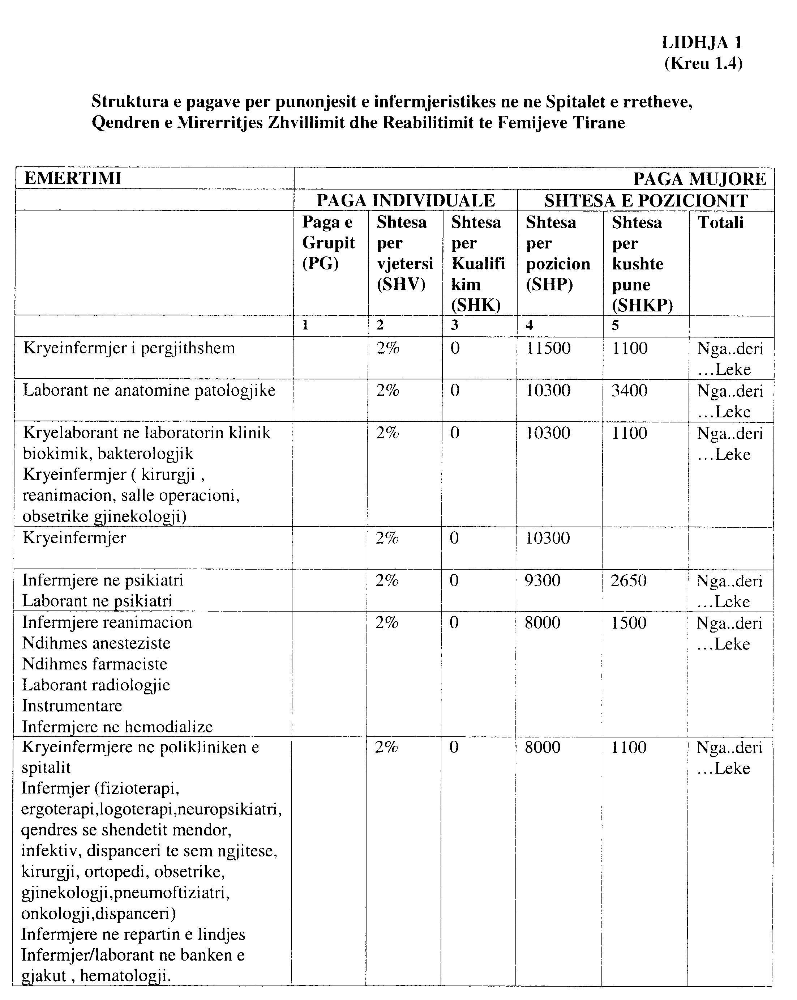 LIDHJA 1
(Kreu 1.4)
Struktura e pagave per punonjesit e infermjeristikes ne ne Spitalet e rretheve,
Qendren e Mirerritjes Zhvillimit dhe Reabilitimit te Femijeve Tirane
EMERTIMI PAGA MUJORE
PAGA INDIVIDUALE SHTESA E POZICIONIT
Paga e Shtesa Shtesa Shtesa Shtesa Totali
Grupit per per per per
(PG) vjetersi Kualifi pozicion kushte
(SHV) kim (SHP) pune
(SHK) (SHKP)
1 2 3 4 5
Kryeinfermjer i pergjithshem 2% 0 11500 1100 Nga..deri
...Leke
Laborant ne anatomine patologjike 2% 0 10300 3400 Nga..deri
...Leke
Kryelaborant ne laboratorin klinik 2% 0 10300 1100 Nga..deri
biokimik, bakterologjik ...Leke
Kryeinfermjer ( kirurgji ,
reanimacion, salle operacioni,
obsetrike gjinekologji)
Kryeinfermjer 2% 0 10300
Infermjere ne psikiatri 2% 0 9300 2650 Nga..deri
Laborant ne psikiatri ...Leke
Infermjere reanimacion 2% 0 8000 1500 Nga..deri
Ndihmes anesteziste ...Leke
Ndihmes farmaciste
Laborant radiologjie
Instrumentare
Infermjere ne hemodialize
Kryeinfermjere ne polikliniken e 2% 0 8000 1100 Nga..deri
spitalit ...Leke
Infermjer (fizioterapi,
ergoterapi,logoterapi,neuropsikiatri,
qendres se shendetit mendor,
infektiv, dispanceri te sem ngjitese,
kirurgji, ortopedi, obsetrike,
gjinekologji,pneumoftiziatri,
onkologji,dispanceri)
Infermjere ne repartin e lindjes
Infermjer/laborant ne banken e
gjakut , hematologji.